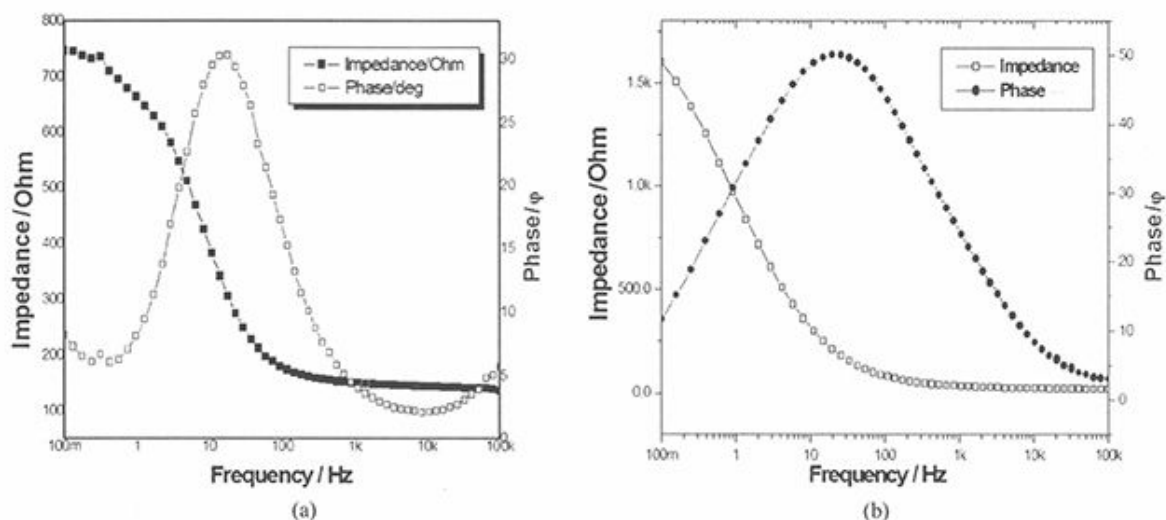 800
700
600
500
400
300
200
100
Impedance/Ohm
Impedance/Ohm
Phase/deg
30
25
20
15
10
5
0
Phase/φ
100m 1 10 100 1k 10k 100k
Frequency/Hz
(a)
1.5k
1.0k
500.0
0.0
Impedance/Ohm
Impedance
Phase
50
40
30
20
10
0
Phase/φ
100m 1 10 100 1k 10k 100k
Frequency/Hz
(b)